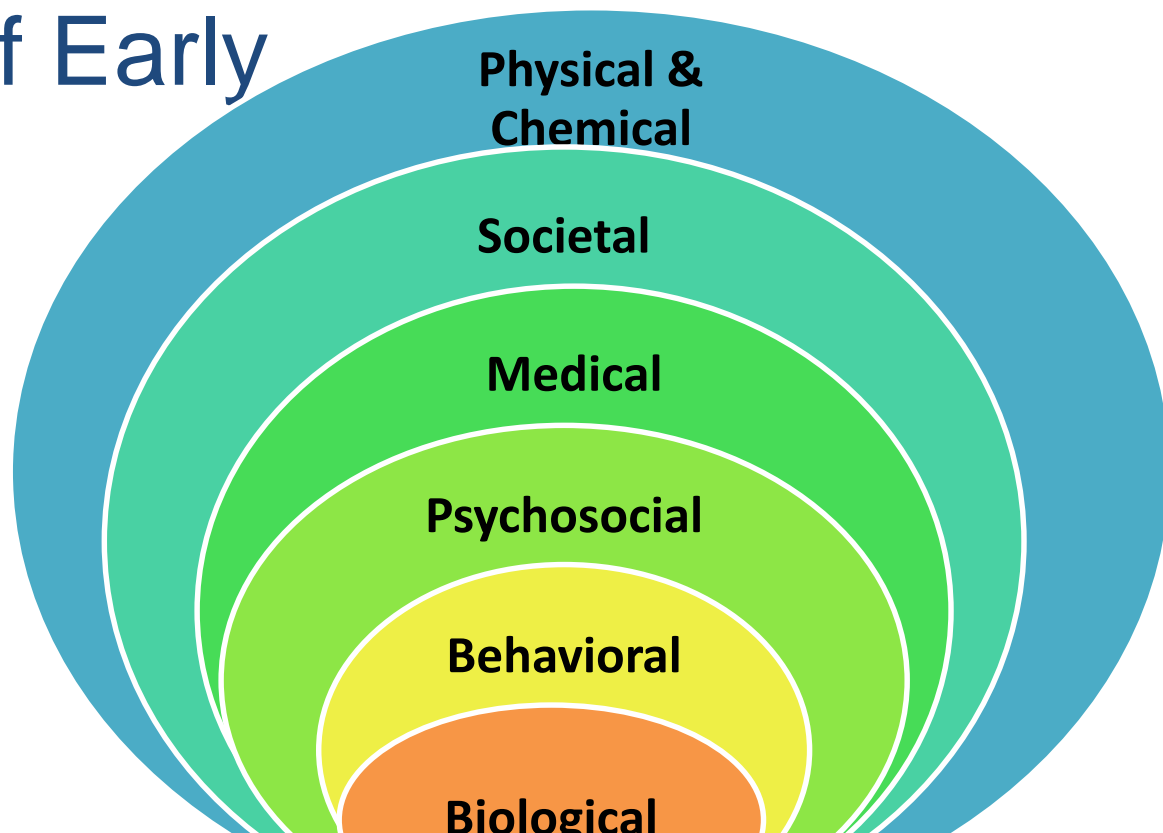 f Early
Physical &
Chemical
Societal
Medical
Psychosocial
Behavioral
Biological